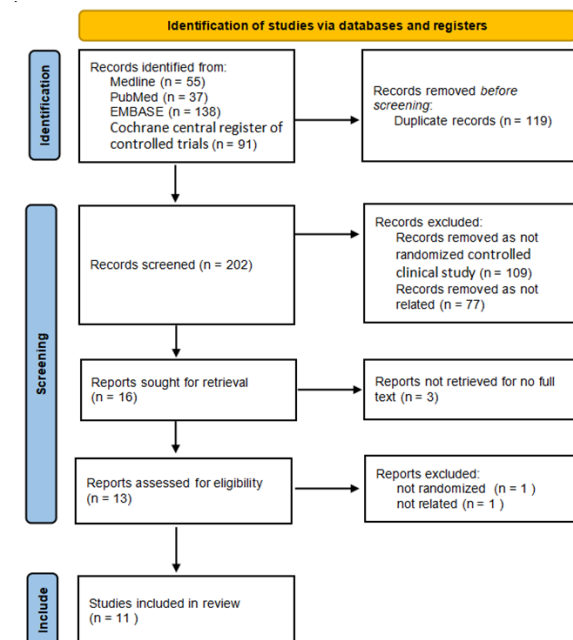 Identification of studies via databases and registers
Identification
Records identified from:
Medline (n = 55)
PubMed (n = 37)
EMBASE (n = 138)
Cochrane central register of
controlled trials (n = 91)
Records removed before
screening:
Duplicate records (n = 119)
Screening
Records screened (n = 202)
Records excluded:
Records removed as not
randomized controlled
clinical study (n = 109)
Records removed as not
related (n = 77)
Reports sought for retrieval
(n = 16)
Reports not retrieved for no full
text (n = 3)
Reports assessed for eligibility
(n = 13)
Reports excluded:
not randomized (n = 1 )
not related (n = 1 )
Include
Studies included in review
(n = 11 )